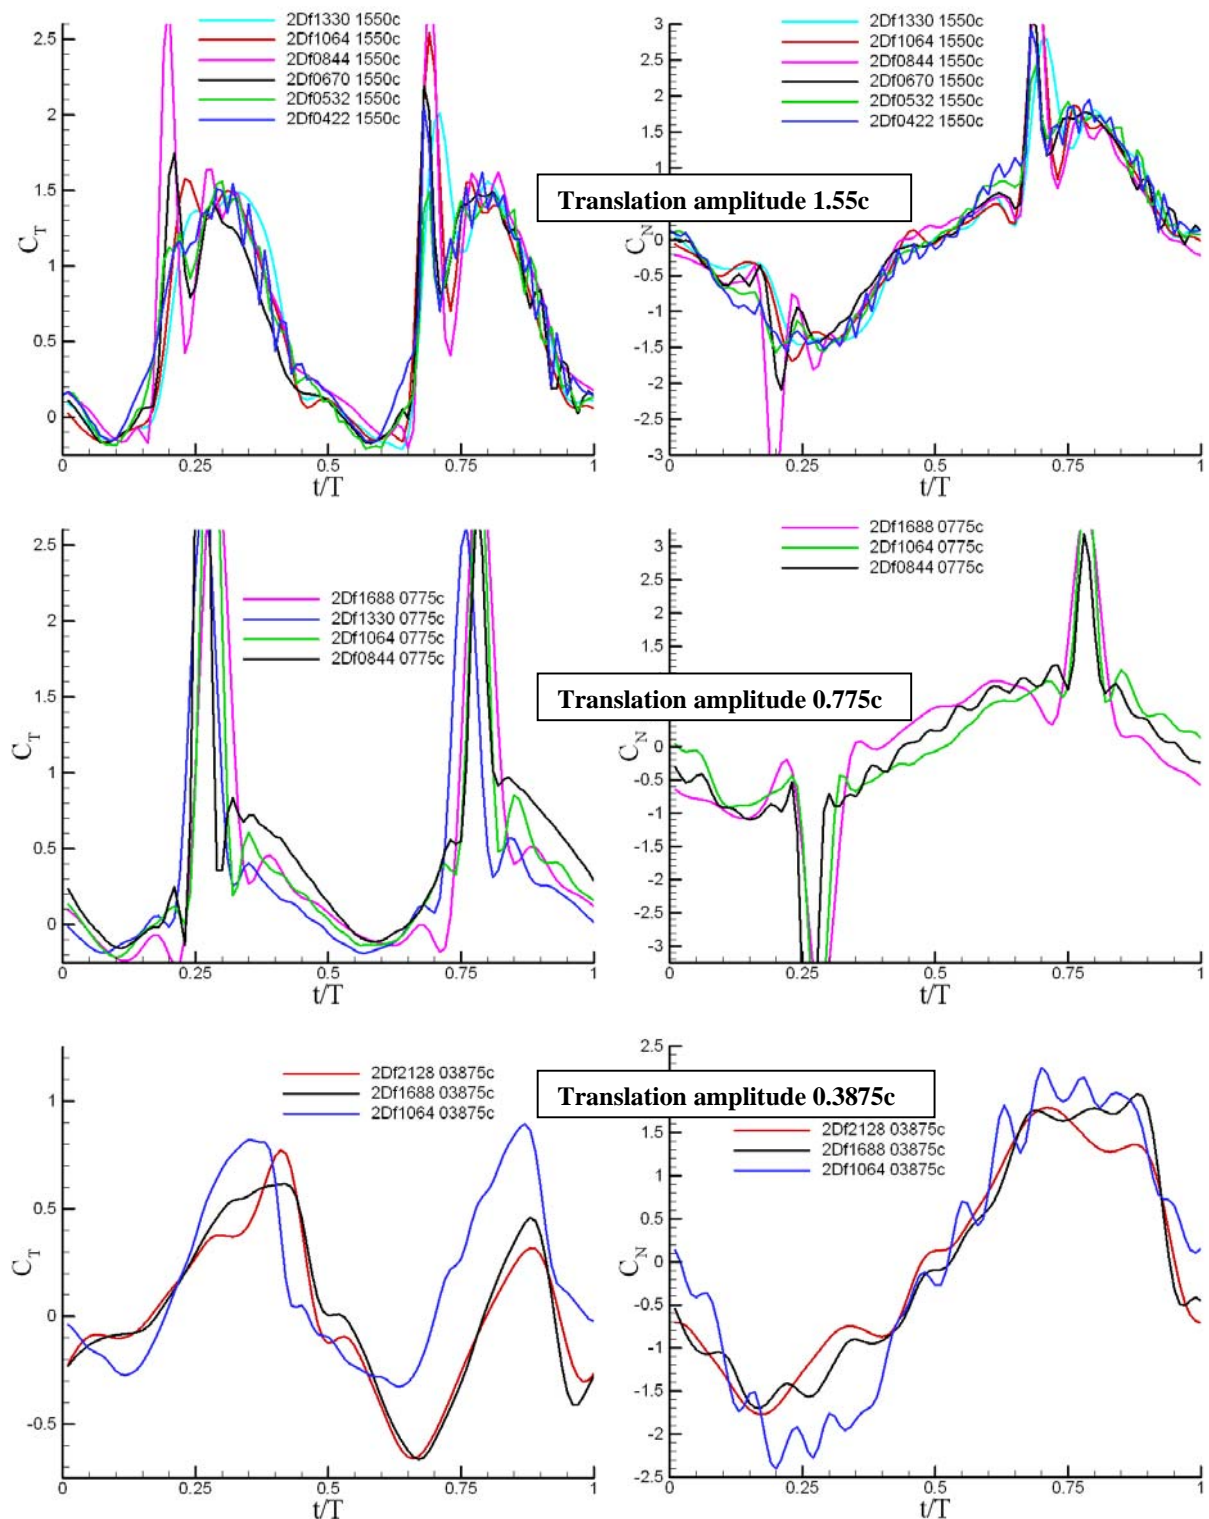 2Df1330 1550c
2Df1064 1550c
2Df0844 1550c
2Df0670 1550c
2Df0532 1550c
2Df0422 1550c
2.5
2
1.5
1
0.5
0
C_T
0 0.25 0.5 0.75 1
t/T
2Df1330 1550c
2Df1064 1550c
2Df0844 1550c
2Df0670 1550c
2Df0532 1550c
2Df0422 1550c
3
2.5
2
1.5
0
-0.5
-1
-1.5
-2
-2.5
-3
C_N
0 0.25 0.5 0.75 1
t/T
Translation amplitude 1.55c
2Df1688 0775c
2Df1330 0775c
2Df1064 0775c
2Df0844 0775c
2.5
2
1.5
1
0.5
0
C_T
0 0.25 0.5 0.75 1
t/T
2Df1688 0775c
2Df1064 0775c
2Df0844 0775c
3
2.5
2
1.5
0
-0.5
-1
-1.5
-2
-2.5
-3
C_N
0 0.25 0.5 0.75 1
t/T
Translation amplitude 0.775c
2Df2128 03875c
2Df1688 03875c
2Df1064 03875c
1
0.5
0
-0.5
C_T
0 0.25 0.5 0.75 1
t/T
Translation amplitude 0.3875c
2Df2128 03875c
2Df1688 03875c
2Df1064 03875c
2.5
1.5
0.5
0
-0.5
-1
-1.5
-2
-2.5
C_N
0 0.25 0.5 0.75 1
t/T